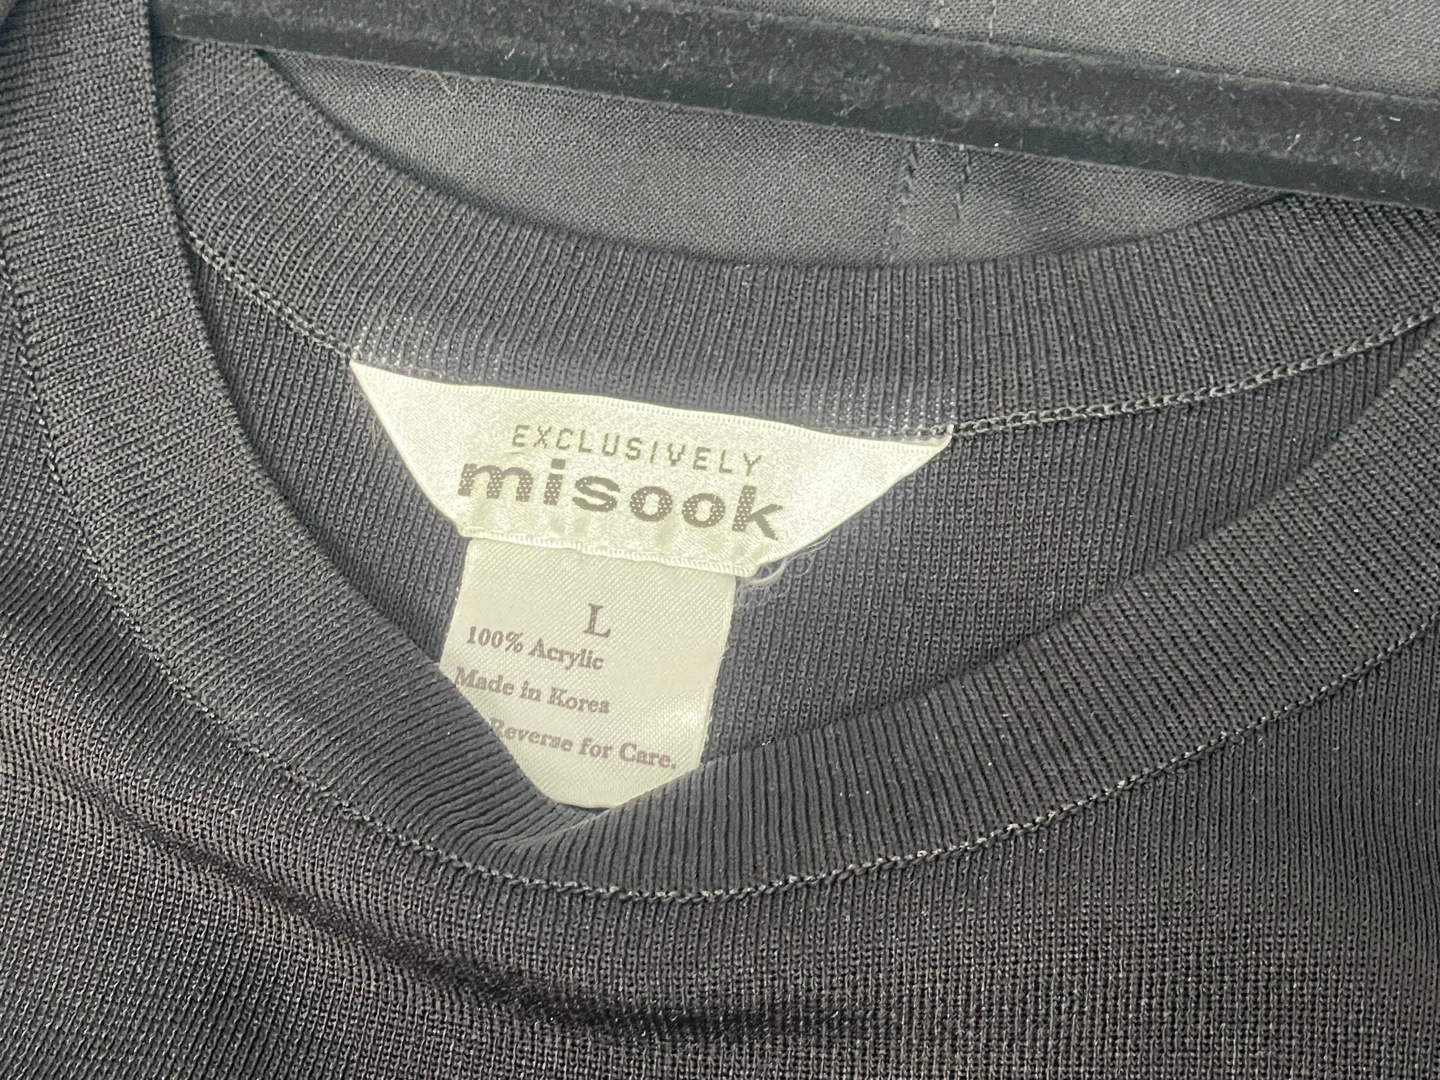 EXCLUSIVELY
misook
L
100% Acrylic
Made in Korea
Reverse for Care.